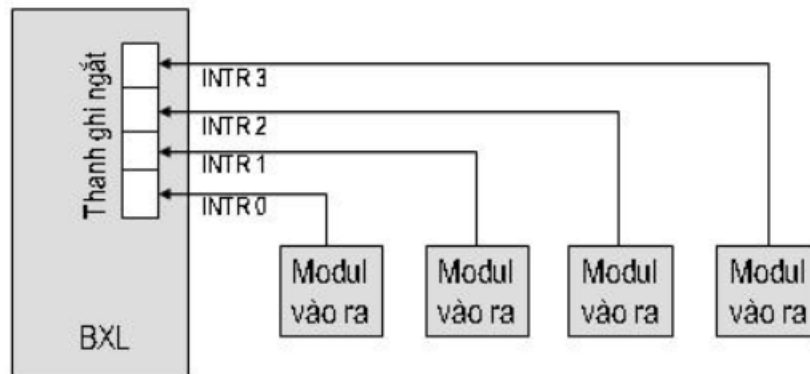 Thanh ghi ngắt
INTR 3
INTR 2
INTR 1
INTR 0
Modul
vào ra
Modul
vào ra
Modul
vào ra
Modul
vào ra
BXL